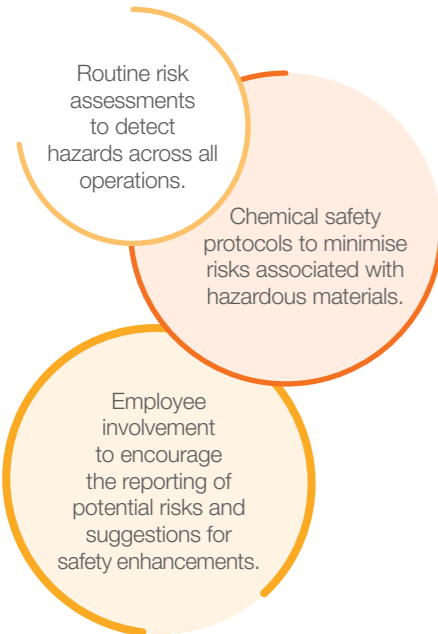 Routine risk
assessments
to detect
hazards across all
operations.
Chemical safety
protocols to minimise
risks associated with
hazardous materials.
Employee
involvement
to encourage
the reporting of
potential risks and
suggestions for
safety enhancements.